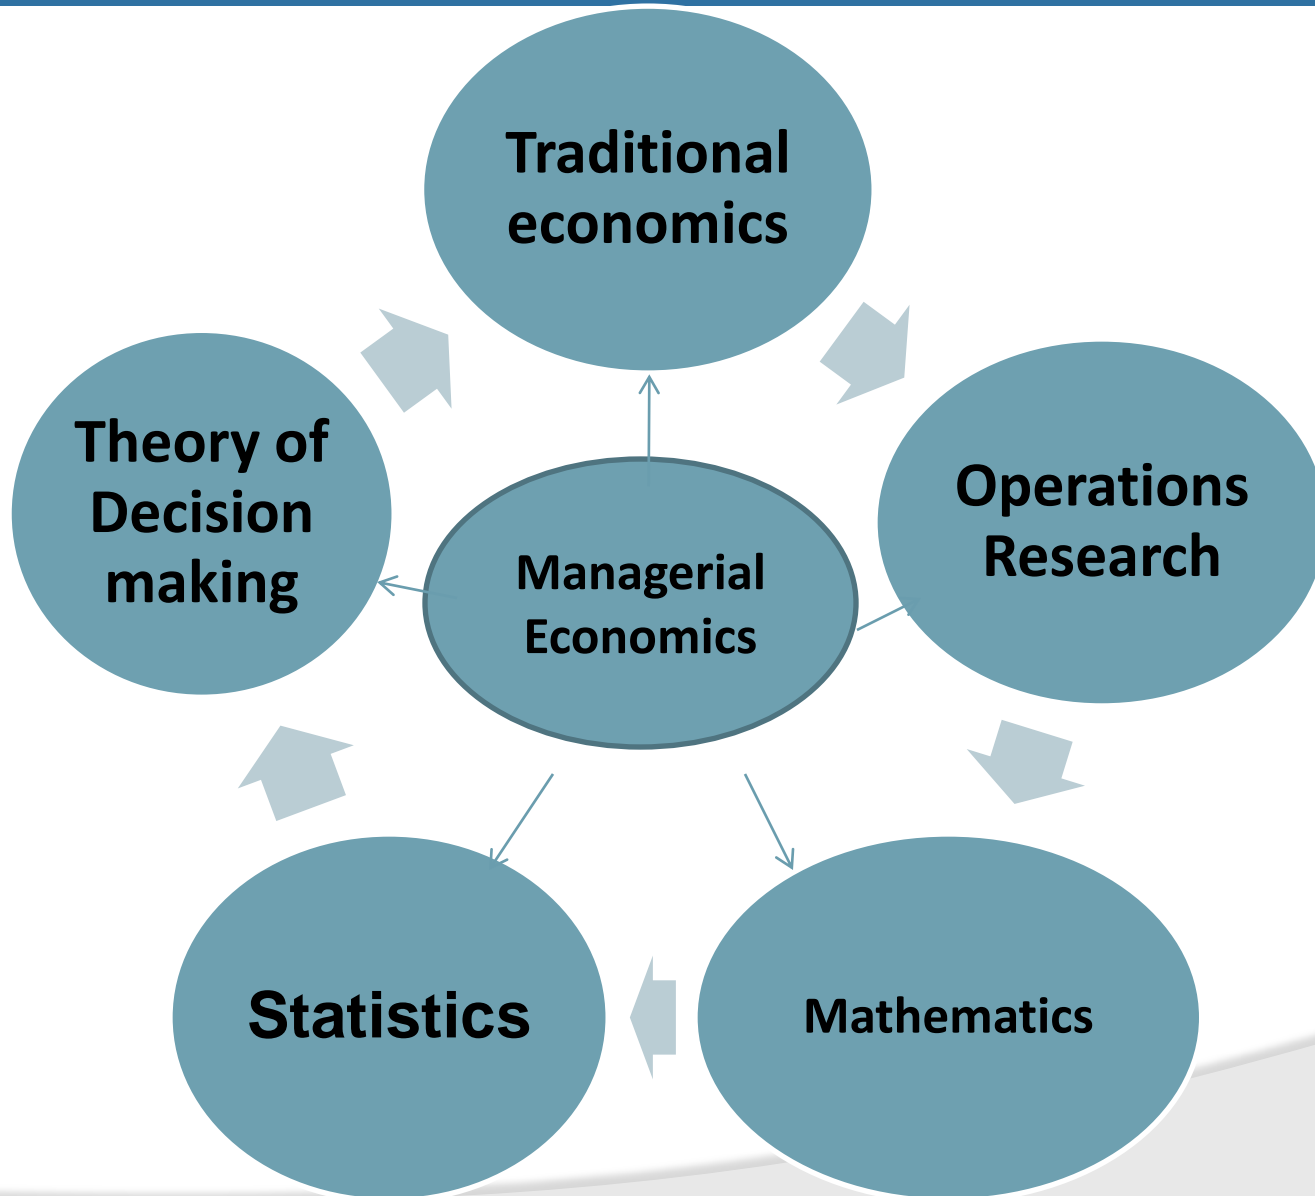 Traditional
economics
Theory of
Decision
making
Operations
Research
Managerial
Economics
Statistics
Mathematics